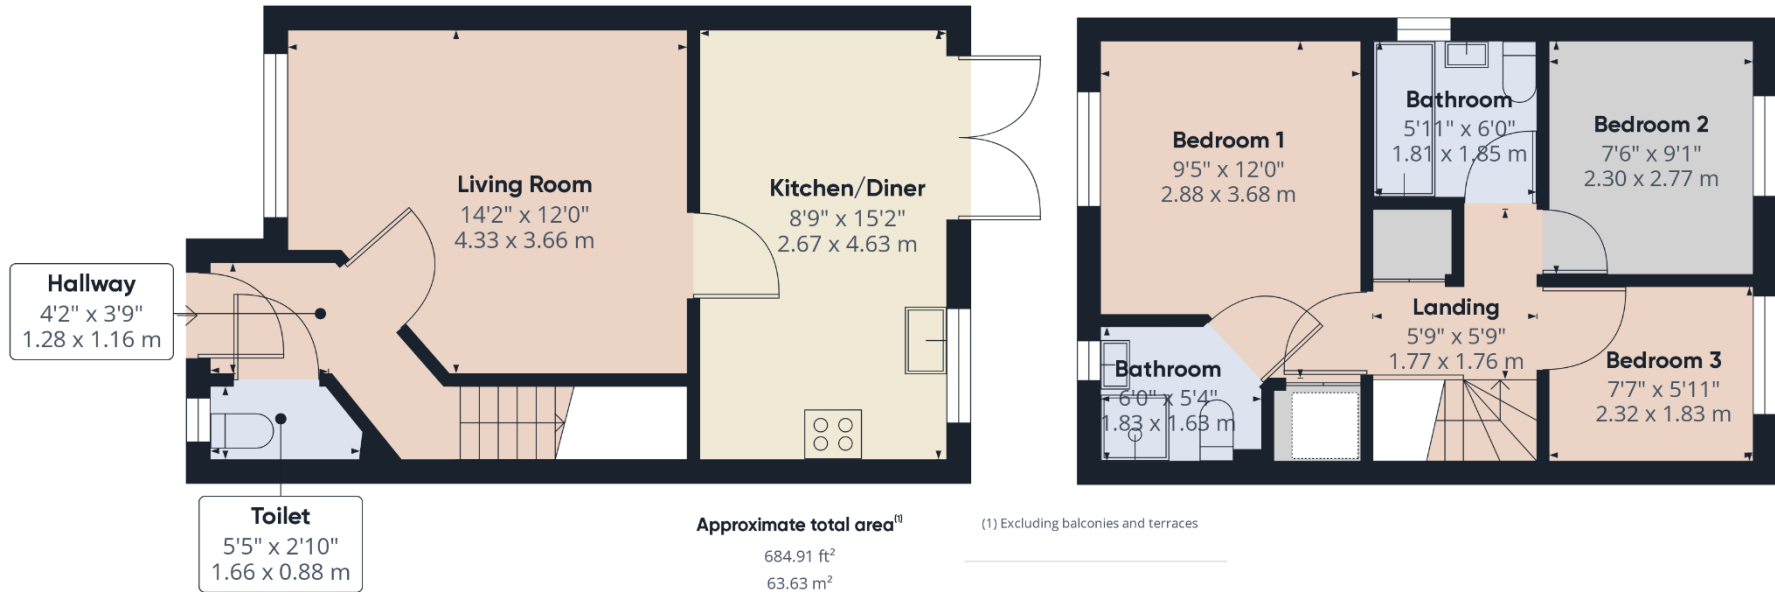 Living Room
14'2" x 12'0"
4.33 x 3.66 m
Kitchen/Diner
8'9" x 15'2"
2.67 x 4.63 m
Hallway
4'2" x 3'9"
1.28 x 1.16 m
Toilet
5'5" x 2'10"
1.66 x 0.88 m
Bedroom 1
9'5" x 12'0"
2.88 x 3.68 m
Bathroom
5'11" x 6'0"
1.81 x 1.85 m
Bedroom 2
7'6" x 9'1"
2.30 x 2.77 m
Landing
5'9" x 5'9"
1.77 x 1.76 m
Bathroom
6'0" x 5'4"
1.83 x 1.63 m
Bedroom 3
7'7" x 5'11"
2.32 x 1.83 m
Approximate total area(1)
684.91 ft²
63.63 m²
(1) Excluding balconies and terraces